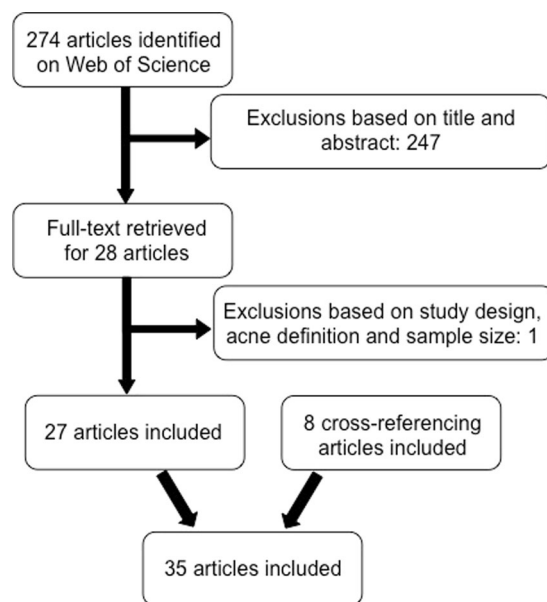 274 articles identified
on Web of Science
Exclusions based on title and
abstract: 247
Full-text retrieved
for 28 articles
Exclusions based on study design,
acne definition and sample size: 1
27 articles included
8 cross-referencing
articles included
35 articles included